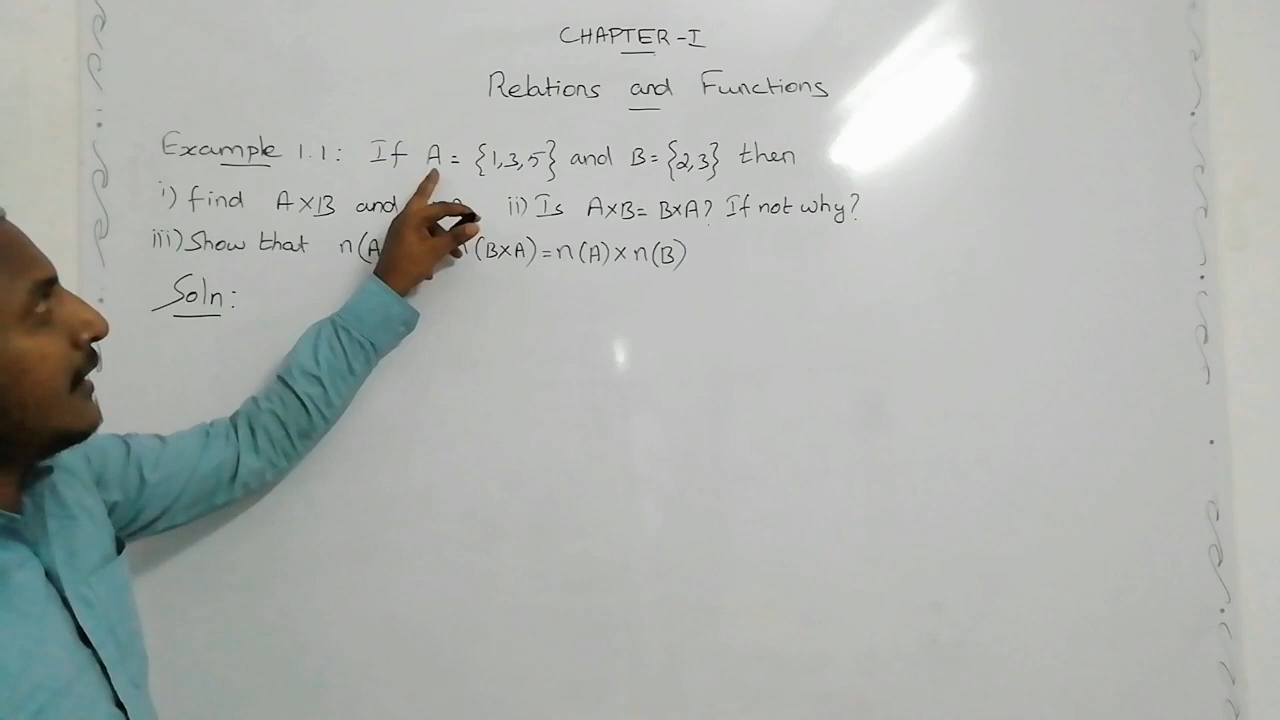 CHAPTER-I
Relations and Functions
Example 1.1: If A = {1,3,5} and B = {2,3} then
i) find A×B and ii) Is A×B = B×A? If not why?
iii) Show that n(A (B×A) = n(A) × n(B)
Soln: